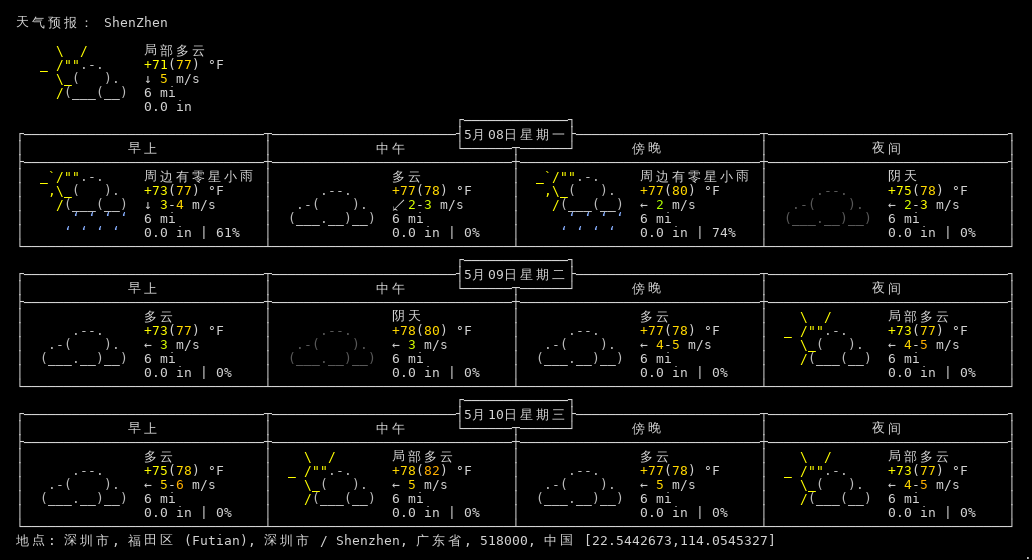 天气预报: ShenZhen
局部多云
+71(77) °F
↓ 5 m/s
6 mi
0.0 in
5月08日星期一
早上 中午 傍晚 夜间
周边有零星小雨 多云 周边有零星小雨 阴天
+73(77) °F +77(78) °F +77(80) °F +75(78) °F
↓ 3-4 m/s ↙ 2-3 m/s ← 2 m/s ← 2-3 m/s
6 mi 6 mi 6 mi 6 mi
0.0 in | 61% 0.0 in | 0% 0.0 in | 74% 0.0 in | 0%
5月09日星期二
早上 中午 傍晚 夜间
多云 阴天 多云 局部多云
+73(77) °F +78(80) °F +77(78) °F +73(77) °F
← 3 m/s ← 3 m/s ← 4-5 m/s ← 4-5 m/s
6 mi 6 mi 6 mi 6 mi
0.0 in | 0% 0.0 in | 0% 0.0 in | 0% 0.0 in | 0%
5月10日星期三
早上 中午 傍晚 夜间
多云 局部多云 多云 局部多云
+75(78) °F +78(82) °F +77(78) °F +73(77) °F
← 5-6 m/s ← 5 m/s ← 5 m/s ← 4-5 m/s
6 mi 6 mi 6 mi 6 mi
0.0 in | 0% 0.0 in | 0% 0.0 in | 0% 0.0 in | 0%
地点: 深圳市, 福田区 (Futian), 深圳市 / Shenzhen, 广东省, 518000, 中国 [22.5442673,114.0545327]